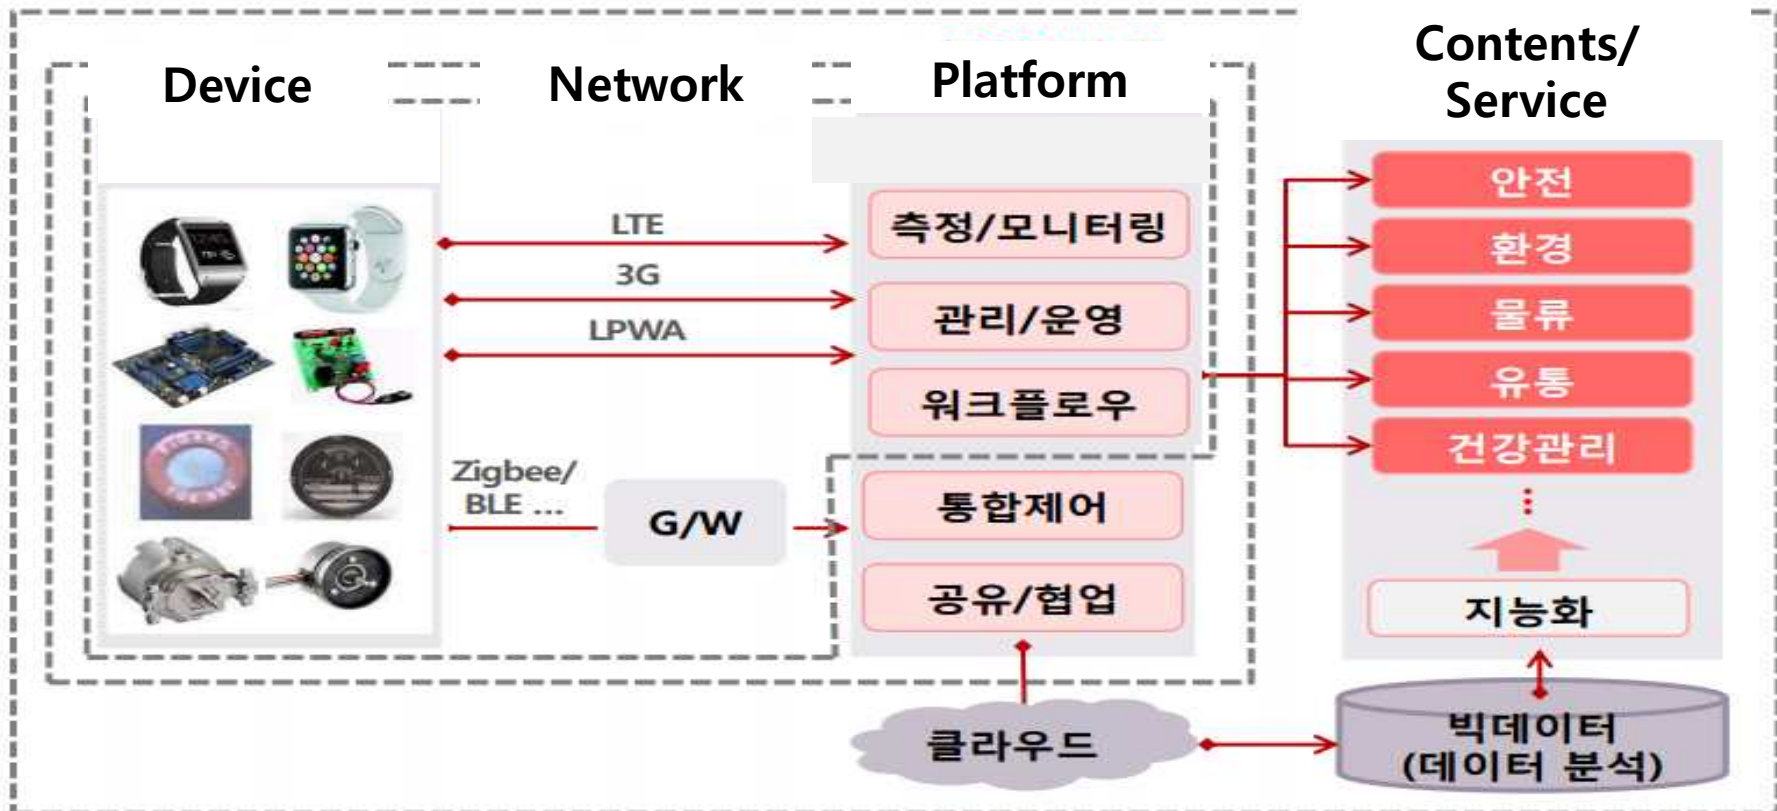 Device
Network
Platform
Contents/
Service
LTE
3G
LPWA
Zigbee/
BLE ...
G/W
측정/모니터링
관리/운영
워크플로우
통합제어
공유/협업
안전
환경
물류
유통
건강관리
지능화
클라우드
빅데이터
(데이터 분석)